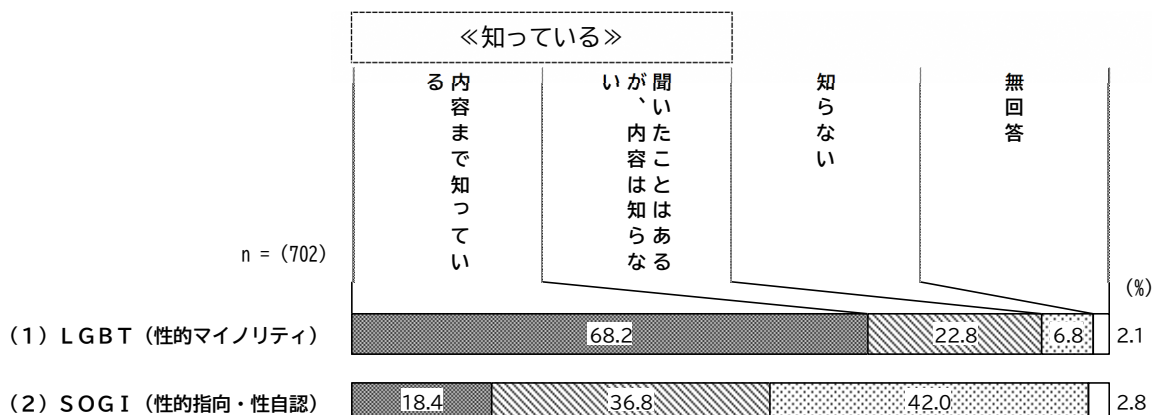 ≪知っている≫
内容まで知っている
聞いたことはあるが、内容は知らない
知らない
無回答
n = (702)
(%)
(1) LGBT (性的マイノリティ) 68.2 22.8 6.8 2.1
(2) SOGI (性的指向・性自認) 18.4 36.8 42.0 2.8